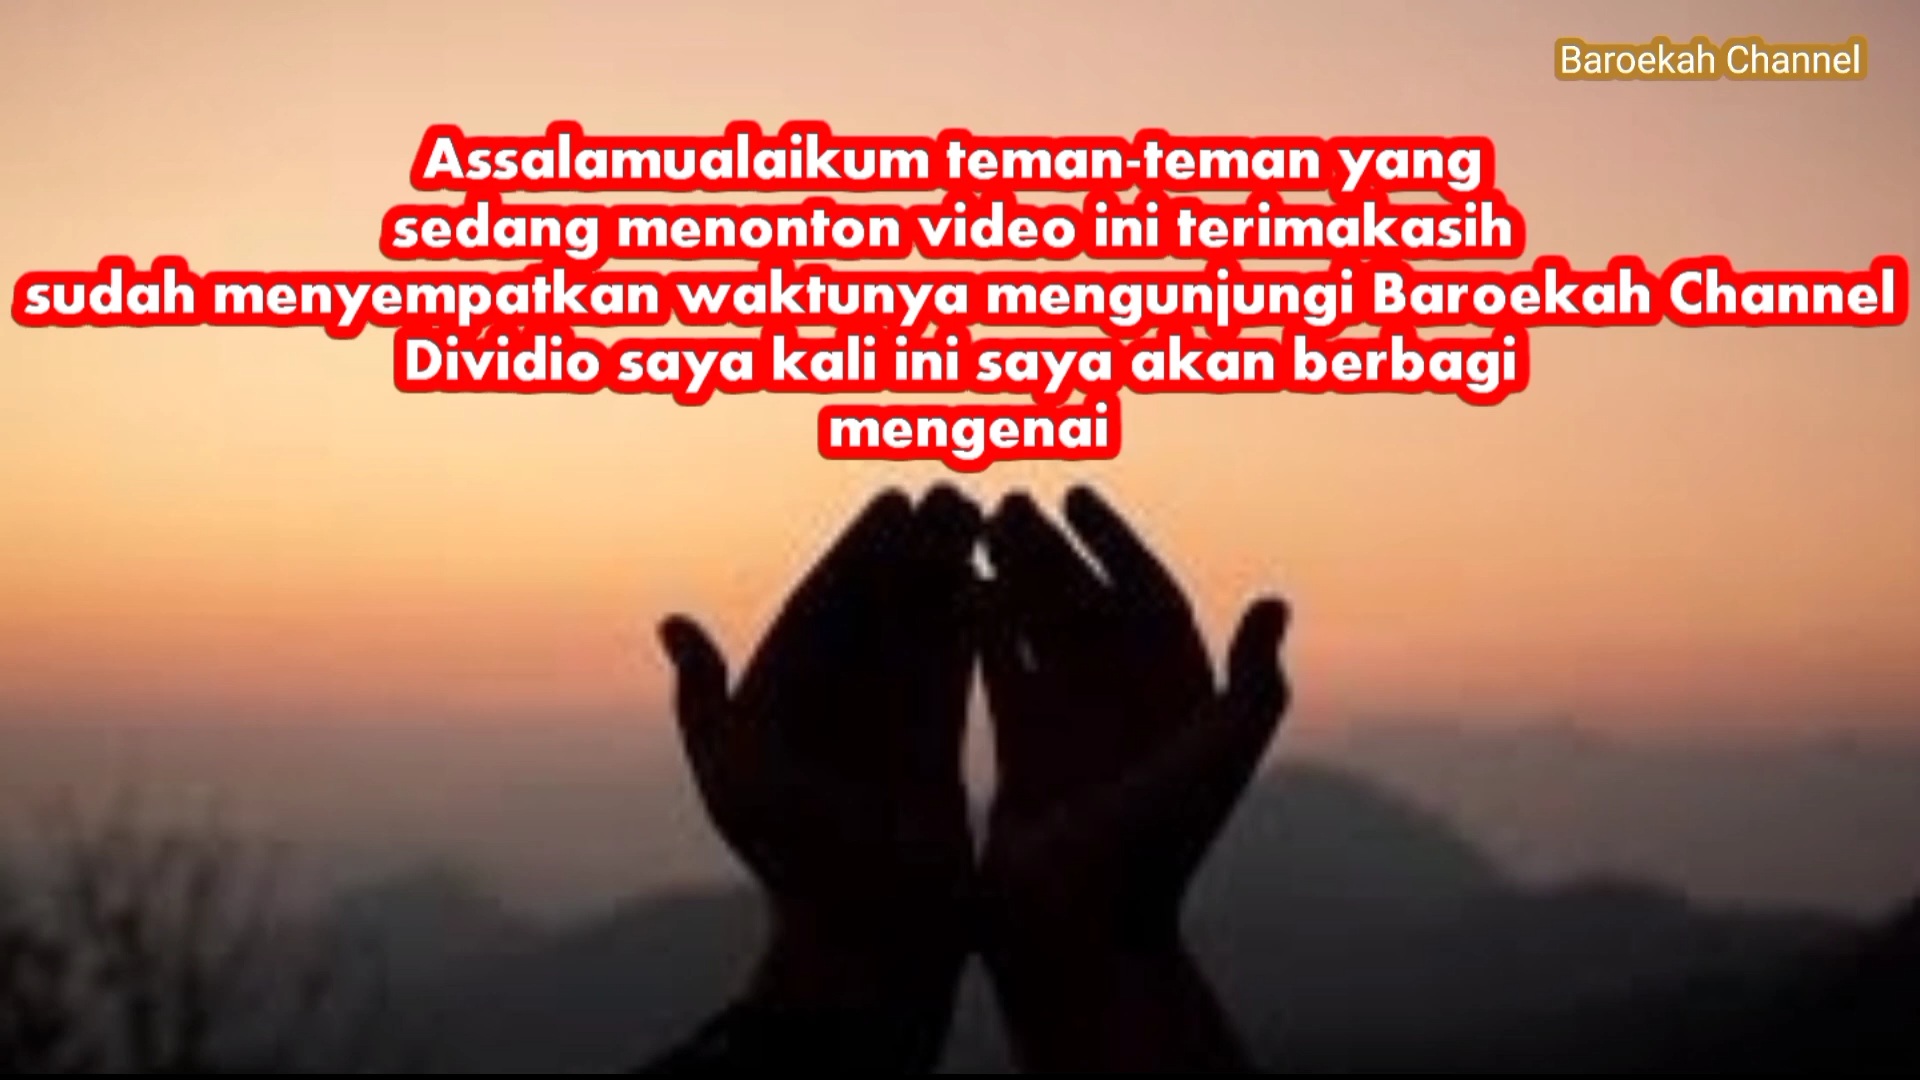 Baroekah Channel
Assalamualaikum teman-teman yang
sedang menonton video ini terimakasih
sudah menyempatkan waktunya mengunjungi Baroekah Channel
Dividio saya kali ini saya akan berbagi
mengenai